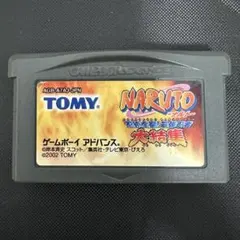 AGB-AENJ-JPN
TOMY
NARUTO
大結集
ゲームボーイ アドバンス®
©岸本斉史 スコット/集英社・テレビ東京・ぴえろ
©2002 TOMY